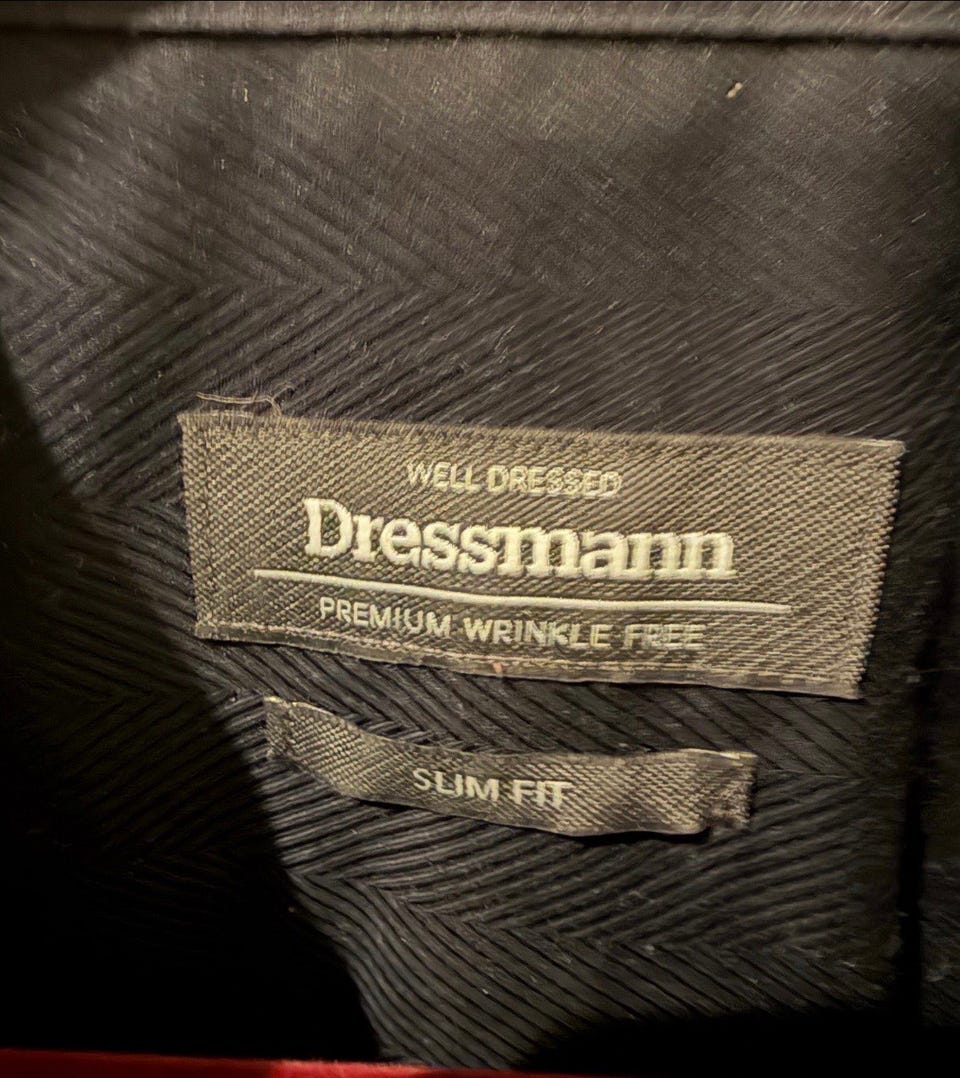 WELL DRESSED
Dressmann
PREMIUM WRINKLE FREE
SLIM FIT